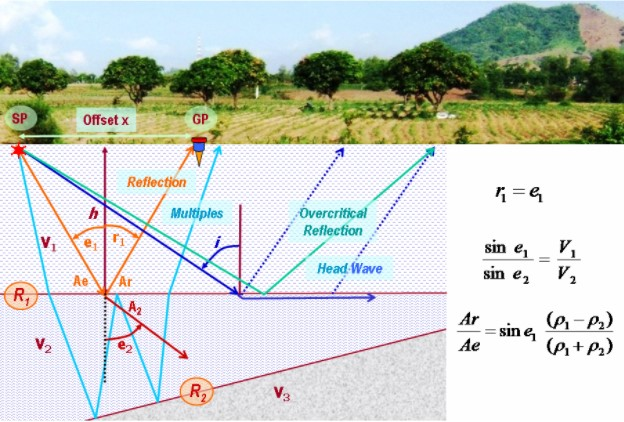 SP
Offset x
GP
Reflection
h
Multiples
Overcritical
Reflection
e₁
r₁
i
V₁
Head Wave
Ae
Ar
R₁
A₂
V₂
e₂
R₂
V₃
r₁ = e₁
sin e₁ / sin e₂ = V₁ / V₂
Ar / Ae = sin e₁ (ρ₁ − ρ₂) / (ρ₁ + ρ₂)